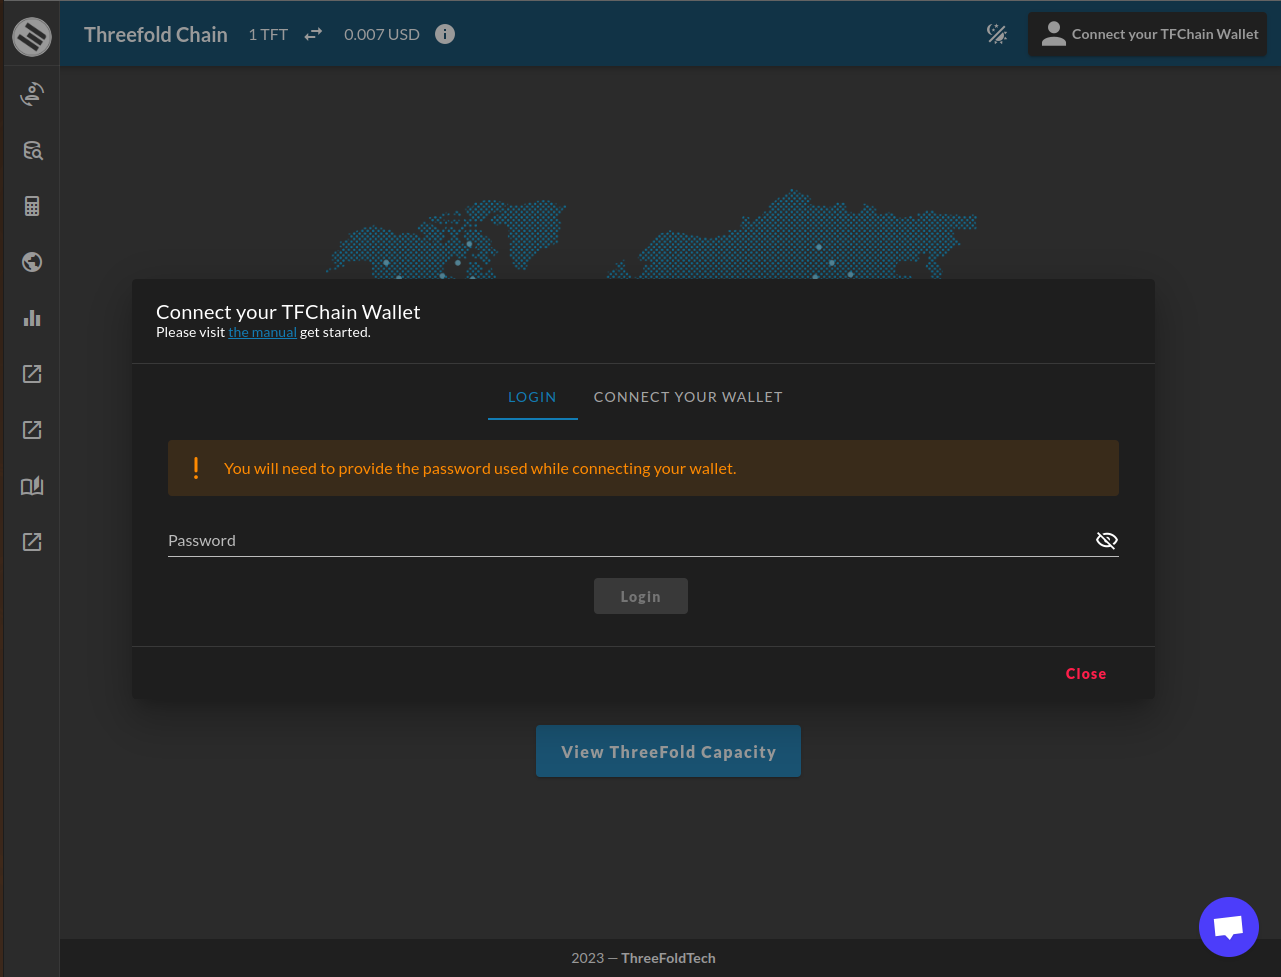 Threefold Chain 1 TFT 0.007 USD Connect your TFChain Wallet
Connect your TFChain Wallet
Please visit the manual get started.
LOGIN CONNECT YOUR WALLET
You will need to provide the password used while connecting your wallet.
Password
Login
Close
View ThreeFold Capacity
2023 — ThreeFoldTech